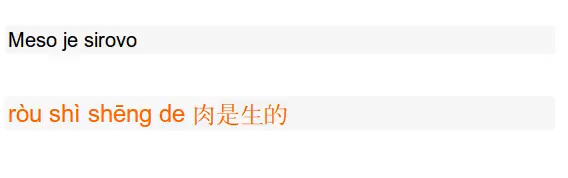 Meso je sirovo
ròu shì shēng de 肉是生的